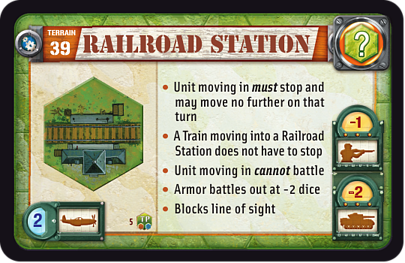 TERRAIN
39
RAILROAD STATION
?
• Unit moving in must stop and
may move no further on that
turn
• A Train moving into a Railroad
Station does not have to stop
• Unit moving in cannot battle
• Armor battles out at -2 dice
• Blocks line of sight
-1
-2
2
5